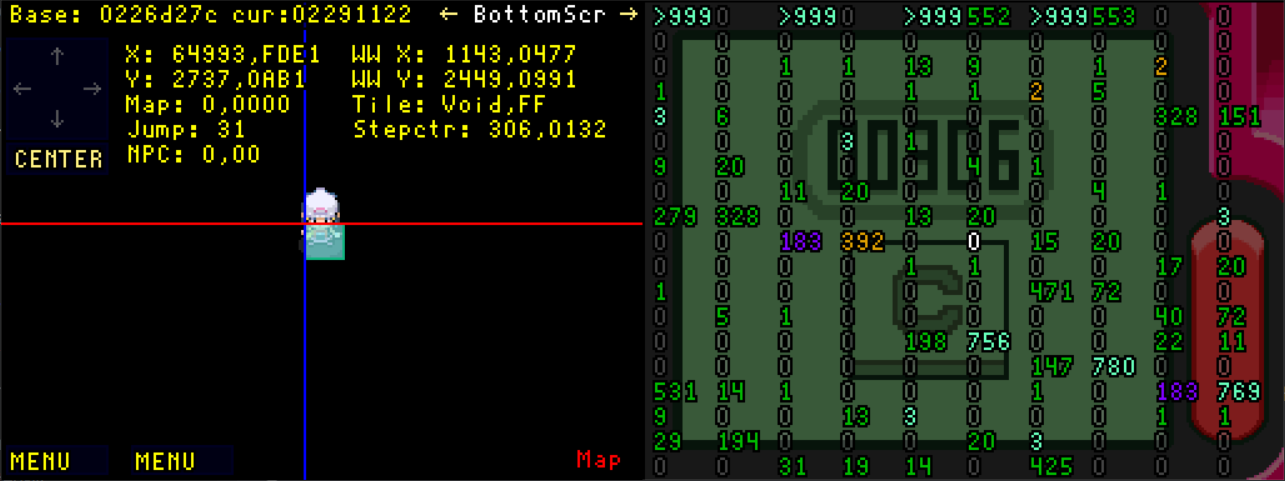 Base: 0226d27c cur:02291122 ← BottomScr →
X: 64993,FDE1 WW X: 1143,0477
Y: 2737,0AB1 WW Y: 2449,0991
Map: 0,0000 Tile: Void,FF
Jump: 31 Stepctr: 306,0132
NPC: 0,00
CENTER
MENU MENU Map
>999 0 >999 0 >999 552 >999 553 0 0
0 0 0 0 0 0 0 0 0 0
0 0 1 1 13 9 0 1 2 0
1 0 0 0 1 1 2 5 0 0
3 6 0 0 0 0 0 0 328 151
0 0 0 3 1 0 0 0 0 0
9 20 0 0 0 4 1 0 0 0
0 0 11 20 0 0 0 4 1 0
279 328 0 0 13 20 0 0 0 3
0 0 183 392 0 0 15 20 0 0
0 0 0 0 1 1 0 0 17 20
1 0 0 0 0 0 471 72 0 0
0 5 1 0 0 0 0 0 40 72
0 0 0 0 198 756 0 0 22 11
0 0 0 0 0 0 147 780 0 0
531 14 1 0 0 0 1 0 183 769
9 0 0 13 3 0 0 0 1 1
29 194 0 0 0 20 3 0 0 0
0 0 31 19 14 0 425 0 0 0
C